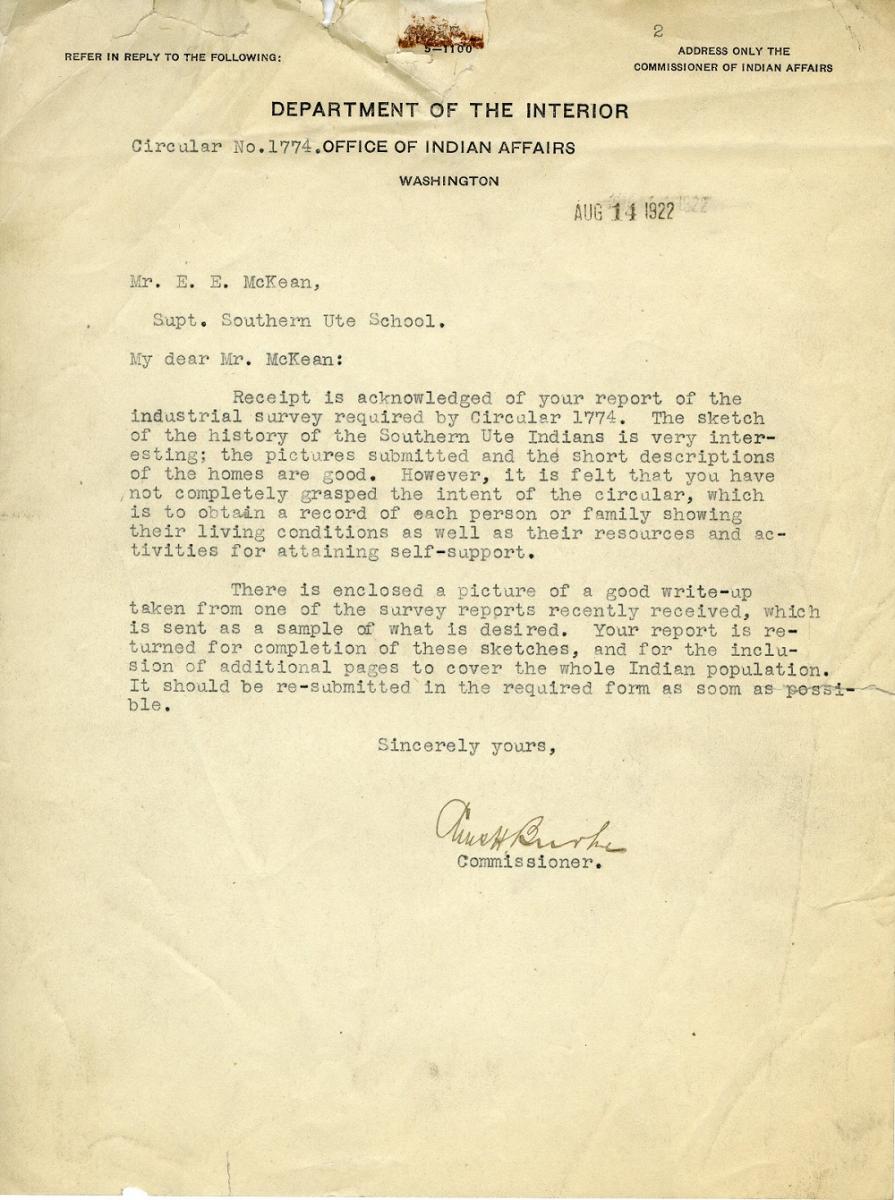 2
5—1100
REFER IN REPLY TO THE FOLLOWING:
ADDRESS ONLY THE
COMMISSIONER OF INDIAN AFFAIRS
DEPARTMENT OF THE INTERIOR
Circular No.1774. OFFICE OF INDIAN AFFAIRS
WASHINGTON
AUG 14 1922
Mr. E. E. McKean,
Supt. Southern Ute School.
My dear Mr. McKean:
Receipt is acknowledged of your report of the
industrial survey required by Circular 1774. The sketch
of the history of the Southern Ute Indians is very inter-
esting; the pictures submitted and the short descriptions
of the homes are good. However, it is felt that you have
not completely grasped the intent of the circular, which
is to obtain a record of each person or family showing
their living conditions as well as their resources and ac-
tivities for attaining self-support.
There is enclosed a picture of a good write-up
taken from one of the survey reports recently received, which
is sent as a sample of what is desired. Your report is re-
turned for completion of these sketches, and for the inclu-
sion of additional pages to cover the whole Indian population.
It should be re-submitted in the required form as soom as possi-
ble.
Sincerely yours,
Chas H Burke
Commissioner.